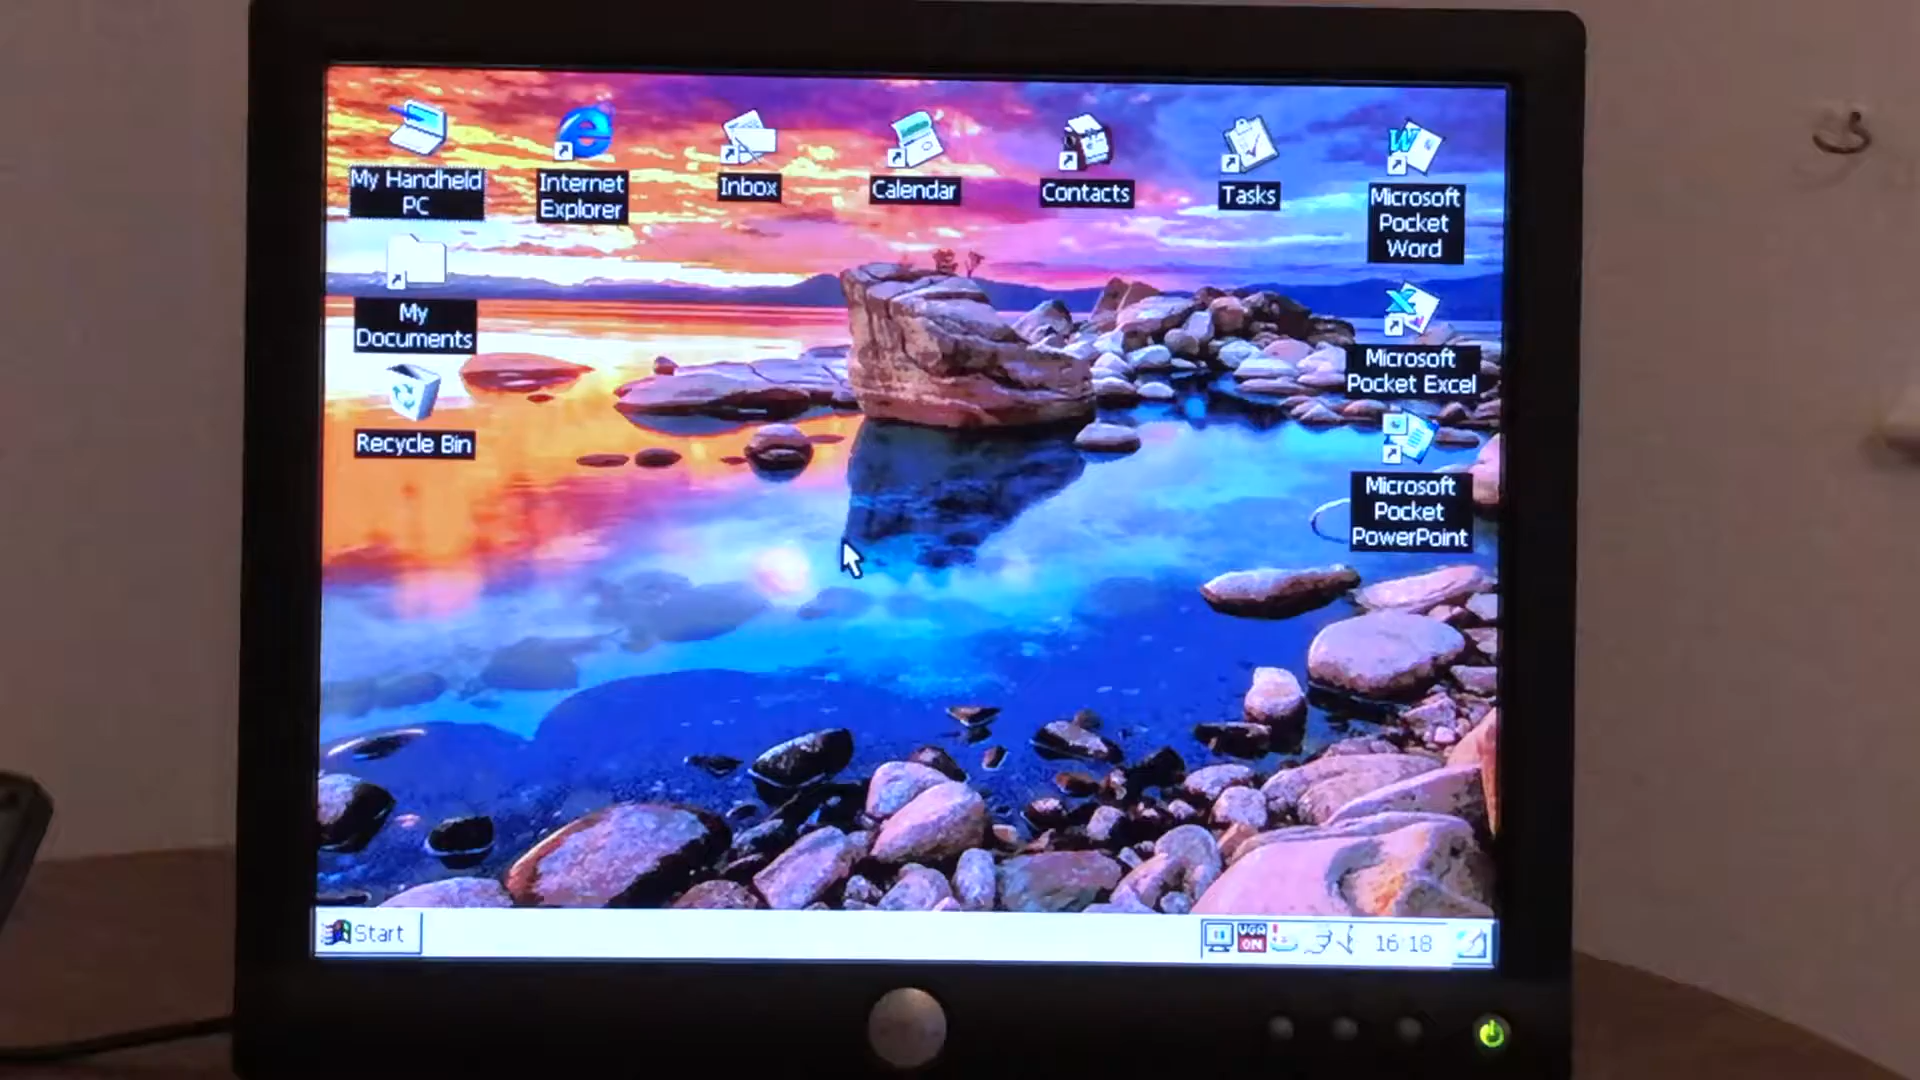 My Handheld
PC
Internet
Explorer
Inbox
Calendar
Contacts
Tasks
Microsoft
Pocket
Word
My
Documents
Microsoft
Pocket Excel
Recycle Bin
Microsoft
Pocket
PowerPoint
Start
VGA
ON
16:18